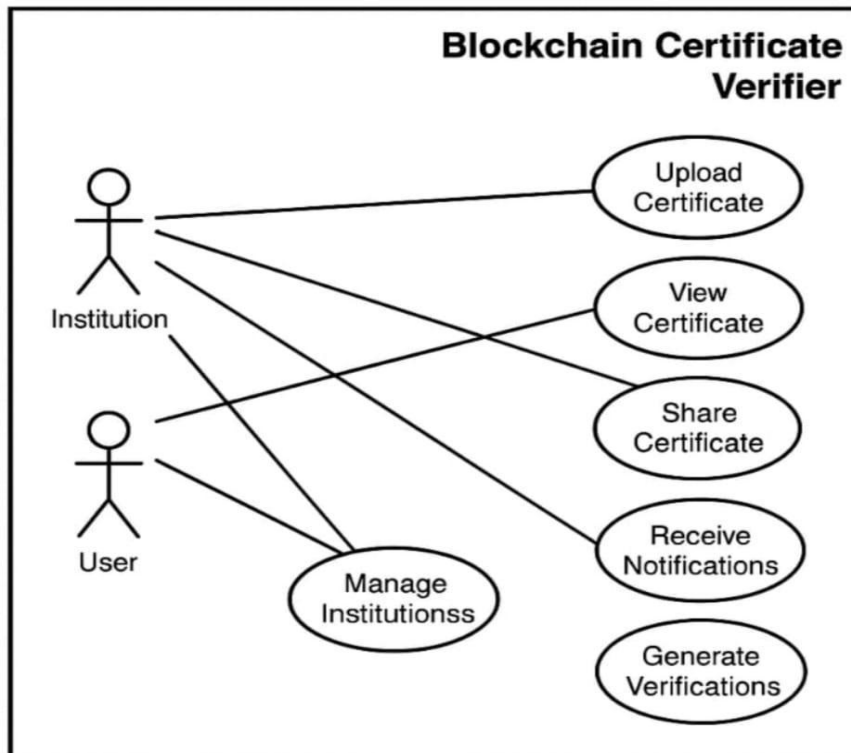 Blockchain Certificate
Verifier
Upload
Certificate
Institution
View
Certificate
Share
Certificate
User
Receive
Notifications
Manage
Institutionss
Generate
Verifications